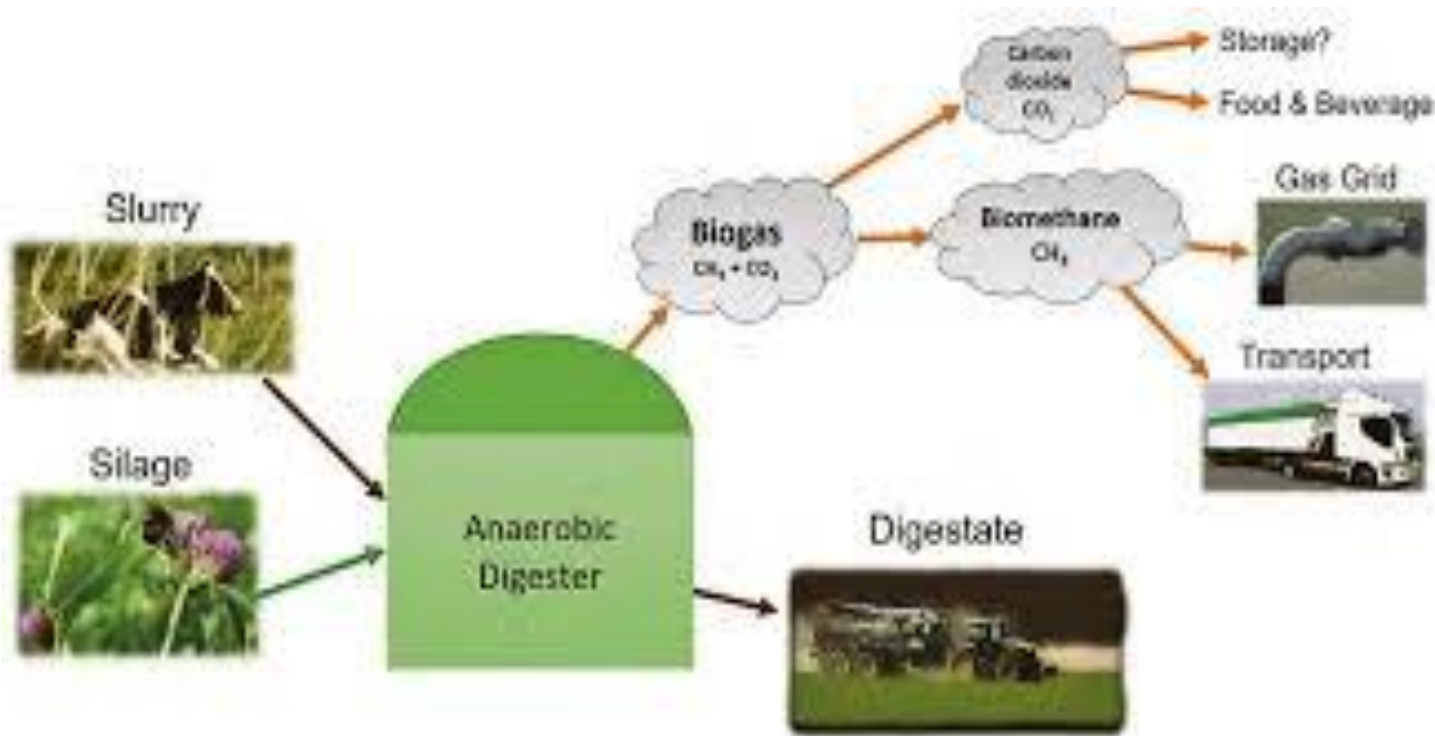 Slurry
Silage
Anaerobic
Digester
Biogas
CH₄ + CO₂
Carbon
dioxide
CO₂
Storage?
Food & Beverage
Biomethane
CH₄
Gas Grid
Transport
Digestate